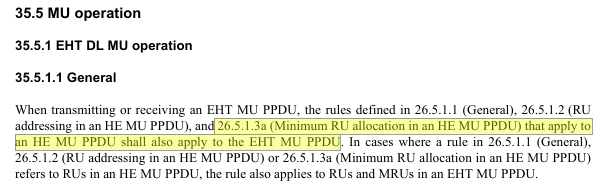 35.5 MU operation
35.5.1 EHT DL MU operation
35.5.1.1 General
When transmitting or receiving an EHT MU PPDU, the rules defined in 26.5.1.1 (General), 26.5.1.2 (RU
addressing in an HE MU PPDU), and 26.5.1.3a (Minimum RU allocation in an HE MU PPDU) that apply to
an HE MU PPDU shall also apply to the EHT MU PPDU. In cases where a rule in 26.5.1.1 (General),
26.5.1.2 (RU addressing in an HE MU PPDU) or 26.5.1.3a (Minimum RU allocation in an HE MU PPDU)
refers to RUs in an HE MU PPDU, the rule also applies to RUs and MRUs in an EHT MU PPDU.